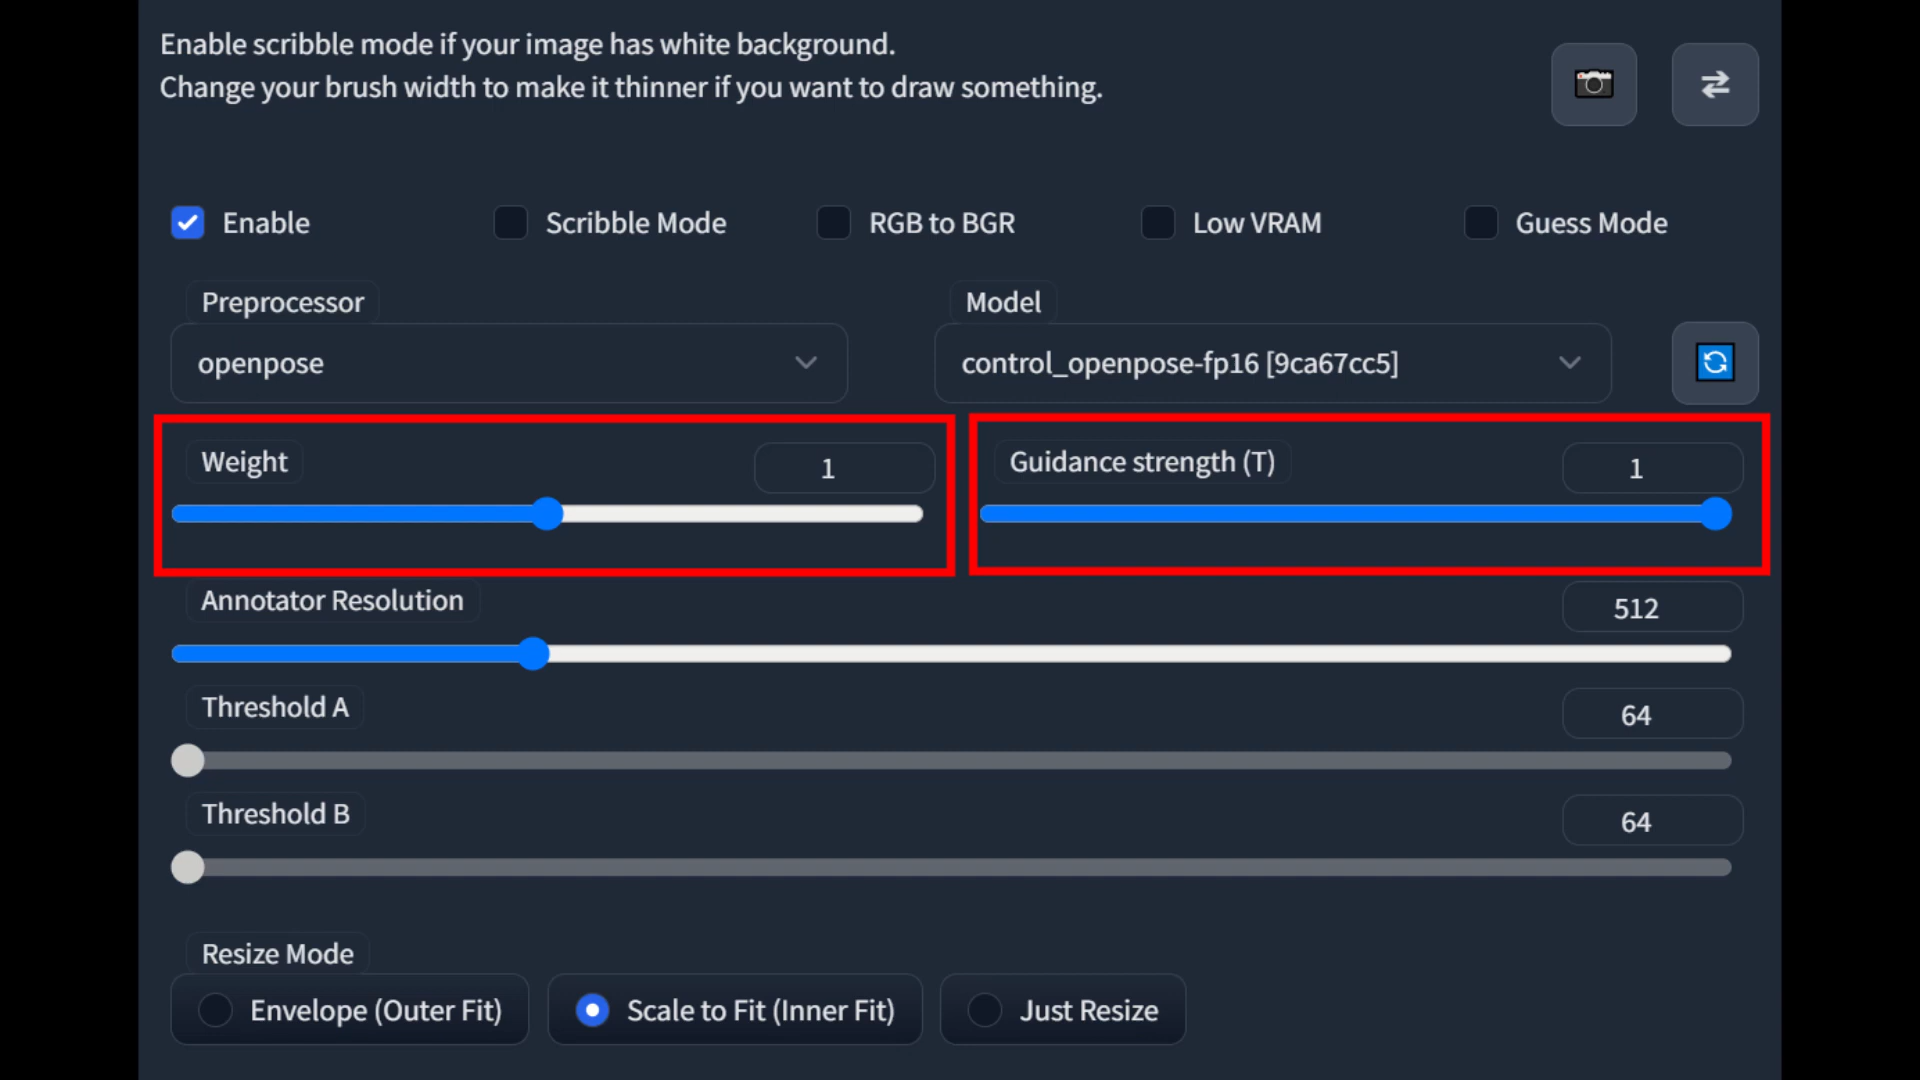 Enable scribble mode if your image has white background.
Change your brush width to make it thinner if you want to draw something.
Enable
Scribble Mode
RGB to BGR
Low VRAM
Guess Mode
Preprocessor
Model
openpose
control_openpose-fp16 [9ca67cc5]
Weight
1
Guidance strength (T)
1
Annotator Resolution
512
Threshold A
64
Threshold B
64
Resize Mode
Envelope (Outer Fit)
Scale to Fit (Inner Fit)
Just Resize